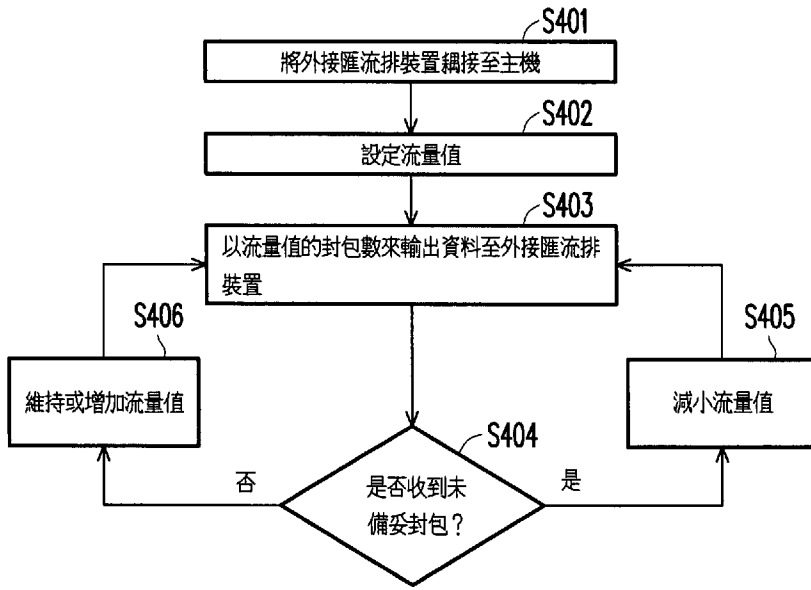 S401
將外接匯流排裝置耦接至主機
S402
設定流量值
S403
以流量值的封包數來輸出資料至外接匯流排
裝置
S406
維持或增加流量值
S405
減小流量值
S404
是否收到未
備妥封包？
否
是